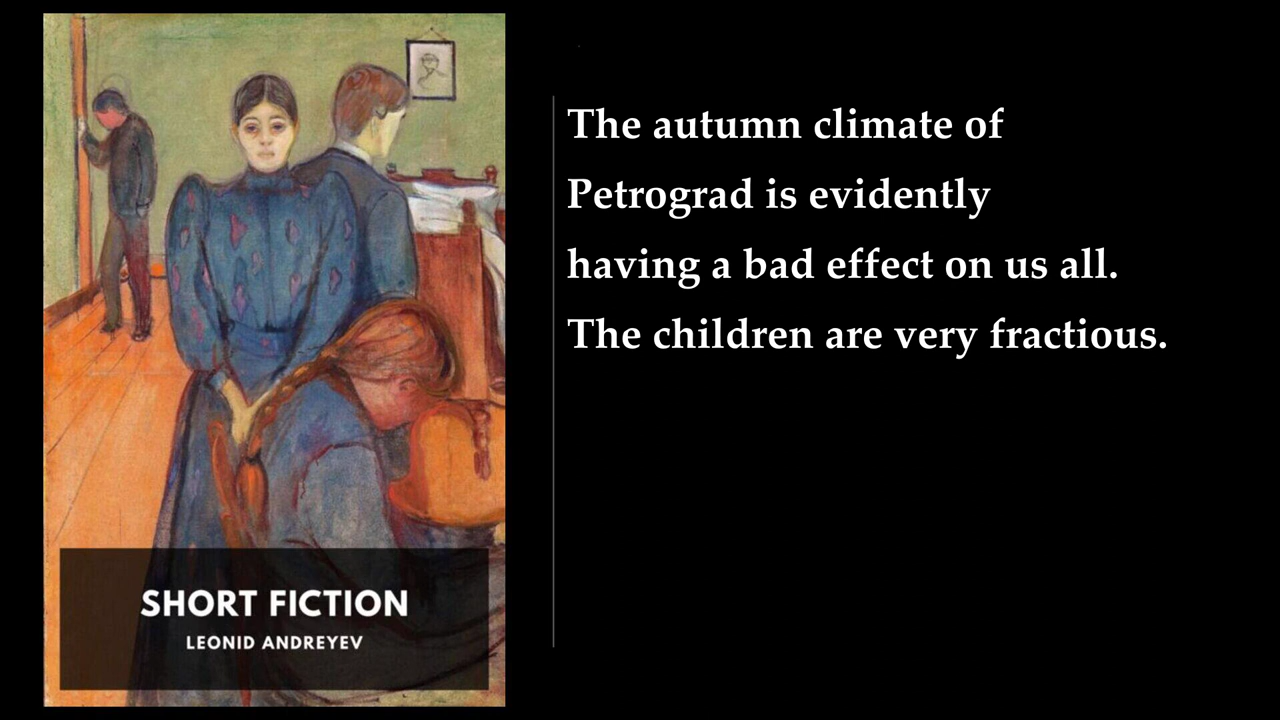 The autumn climate of
Petrograd is evidently
having a bad effect on us all.
The children are very fractious.
SHORT FICTION
LEONID ANDREYEV